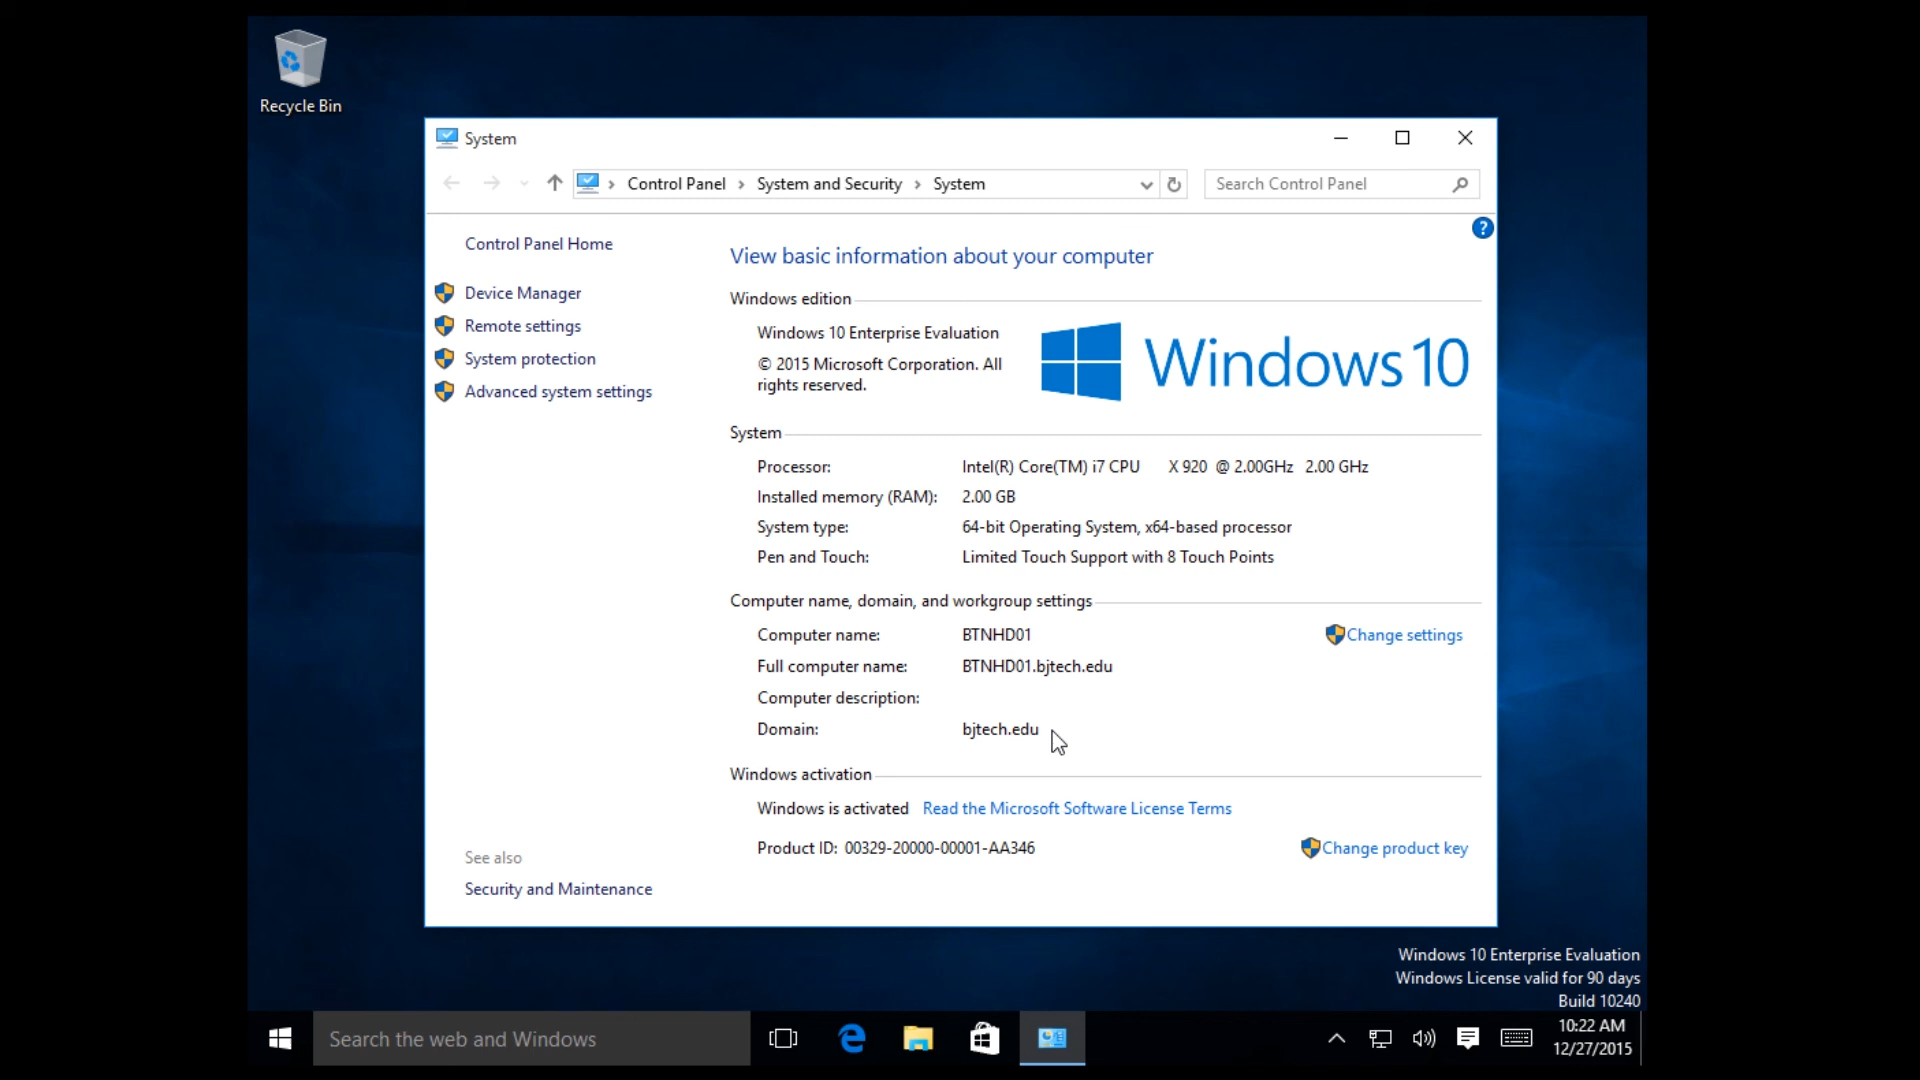 Recycle Bin
System
Control Panel System and Security System
Search Control Panel
?
Control Panel Home
Device Manager
Remote settings
System protection
Advanced system settings
View basic information about your computer
Windows edition
Windows 10 Enterprise Evaluation
© 2015 Microsoft Corporation. All
rights reserved.
Windows 10
System
Processor: Intel(R) Core(TM) i7 CPU X 920 @ 2.00GHz 2.00 GHz
Installed memory (RAM): 2.00 GB
System type: 64-bit Operating System, x64-based processor
Pen and Touch: Limited Touch Support with 8 Touch Points
Computer name, domain, and workgroup settings
Computer name: BTNHD01 Change settings
Full computer name: BTNHD01.bjtech.edu
Computer description:
Domain: bjtech.edu
Windows activation
Windows is activated Read the Microsoft Software License Terms
Product ID: 00329-20000-00001-AA346 Change product key
See also
Security and Maintenance
Windows 10 Enterprise Evaluation
Windows License valid for 90 days
Build 10240
Search the web and Windows
10:22 AM
12/27/2015